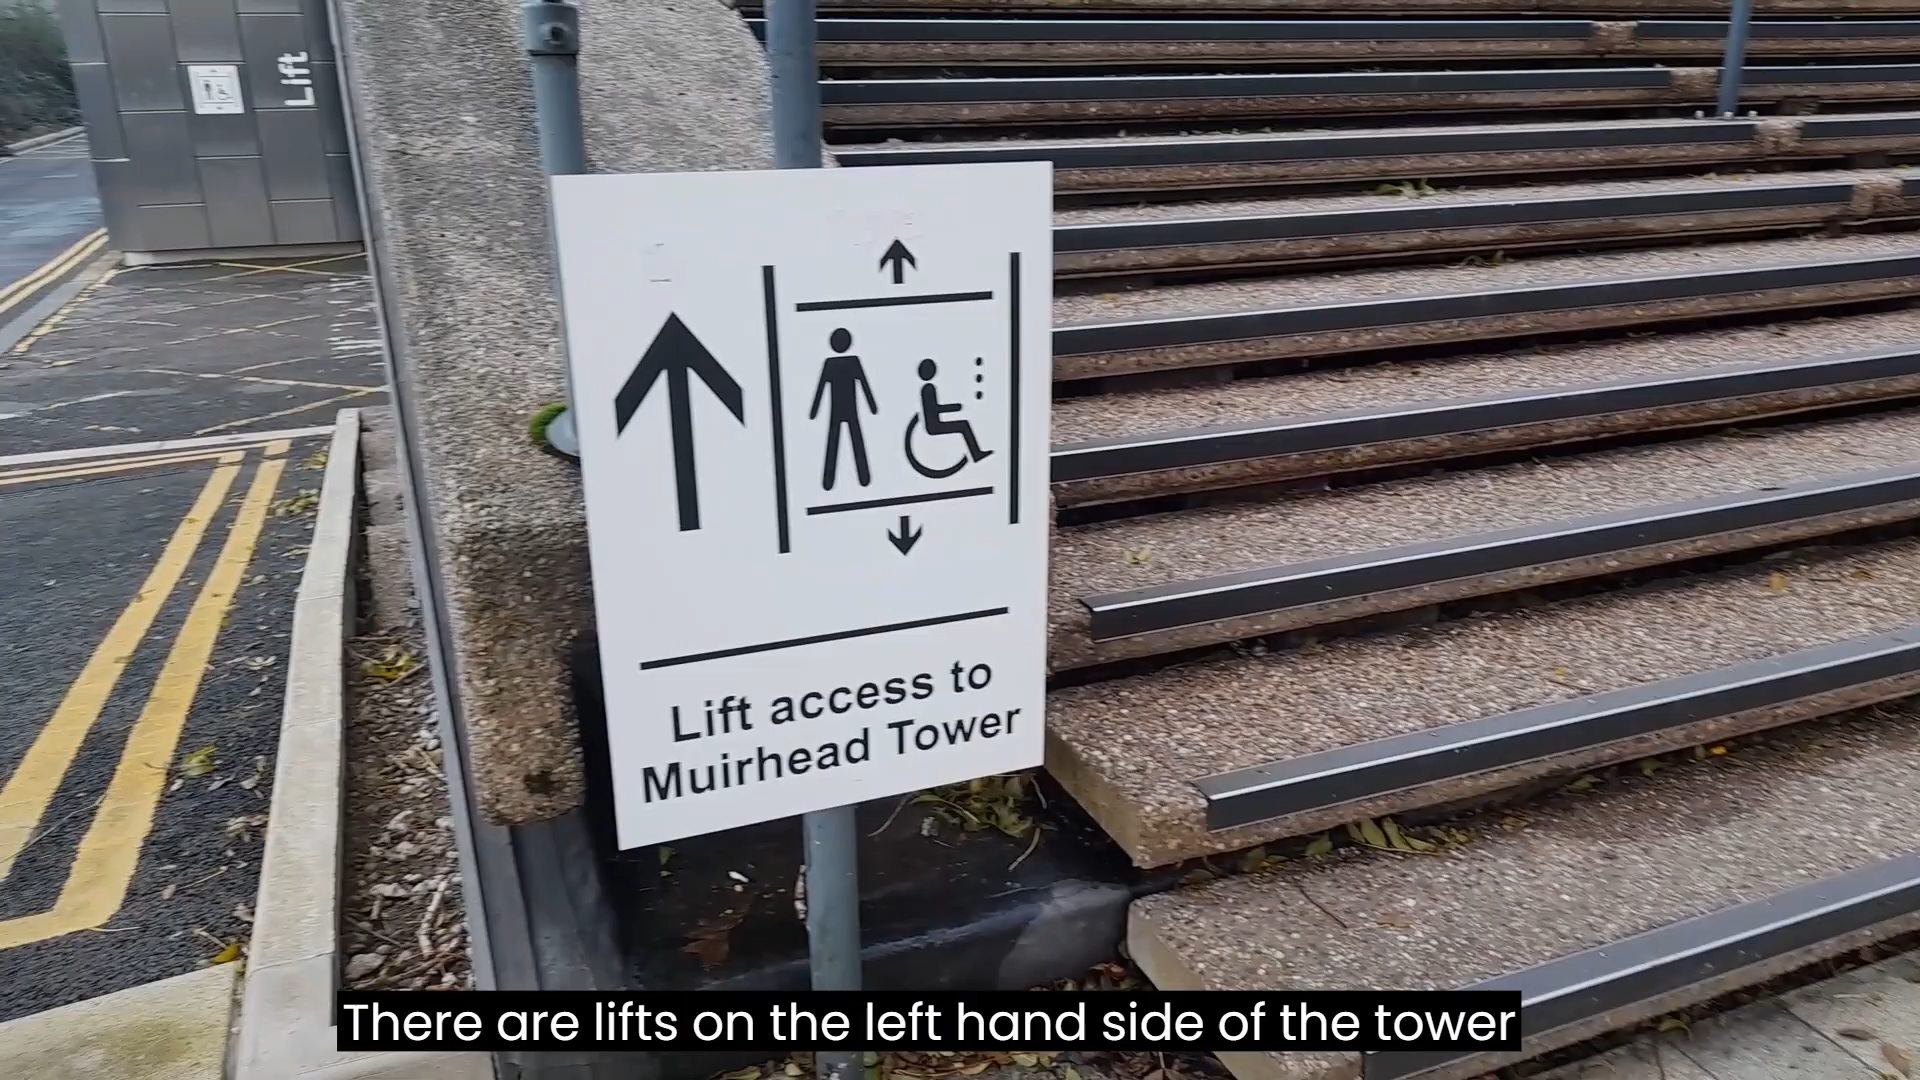 Lift
Lift access to
Muirhead Tower
There are lifts on the left hand side of the tower